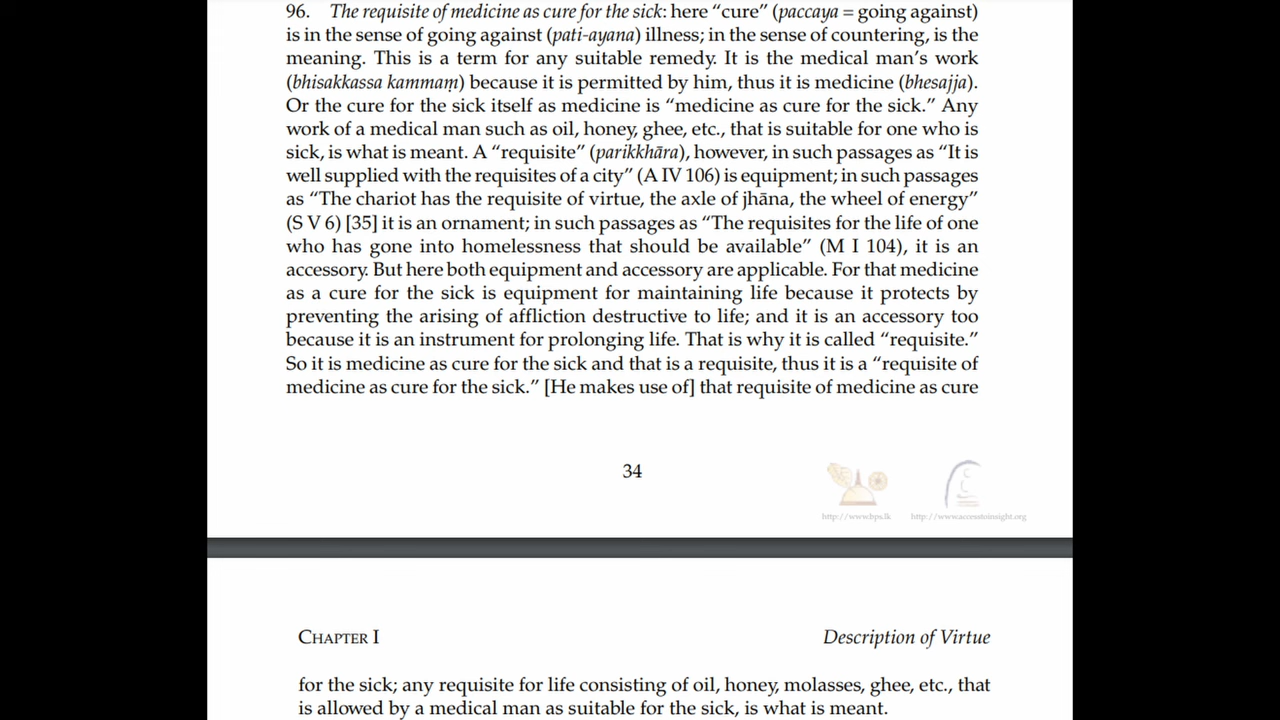 96. The requisite of medicine as cure for the sick: here “cure” (paccaya = going against)
is in the sense of going against (pati-ayana) illness; in the sense of countering, is the
meaning. This is a term for any suitable remedy. It is the medical man’s work
(bhisakkassa kammaṃ) because it is permitted by him, thus it is medicine (bhesajja).
Or the cure for the sick itself as medicine is “medicine as cure for the sick.” Any
work of a medical man such as oil, honey, ghee, etc., that is suitable for one who is
sick, is what is meant. A “requisite” (parikkhāra), however, in such passages as “It is
well supplied with the requisites of a city” (A IV 106) is equipment; in such passages
as “The chariot has the requisite of virtue, the axle of jhāna, the wheel of energy”
(S V 6) [35] it is an ornament; in such passages as “The requisites for the life of one
who has gone into homelessness that should be available” (M I 104), it is an
accessory. But here both equipment and accessory are applicable. For that medicine
as a cure for the sick is equipment for maintaining life because it protects by
preventing the arising of affliction destructive to life; and it is an accessory too
because it is an instrument for prolonging life. That is why it is called “requisite.”
So it is medicine as cure for the sick and that is a requisite, thus it is a “requisite of
medicine as cure for the sick.” [He makes use of] that requisite of medicine as cure
34
http://www.bps.lk http://www.accesstoinsight.org
CHAPTER I Description of Virtue
for the sick; any requisite for life consisting of oil, honey, molasses, ghee, etc., that
is allowed by a medical man as suitable for the sick, is what is meant.